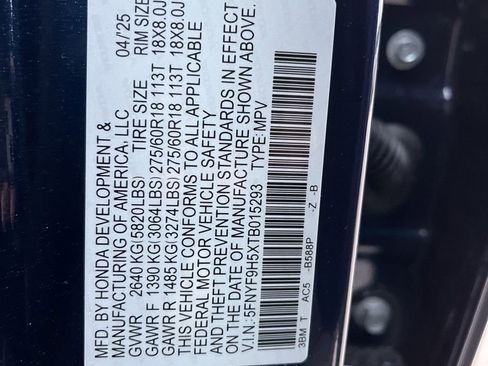 MFD. BY HONDA DEVELOPMENT &
MANUFACTURING OF AMERICA, LLC 04/'25
GVWR 2640 KG(5820LBS) TIRE SIZE RIM SIZE
GAWR F 1390 KG(3064LBS) 275/60R18 113T 18X8.0J
GAWR R 1485 KG(3274LBS) 275/60R18 113T 18X8.0J
THIS VEHICLE CONFORMS TO ALL APPLICABLE
FEDERAL MOTOR VEHICLE SAFETY
AND THEFT PREVENTION STANDARDS IN EFFECT
ON THE DATE OF MANUFACTURE SHOWN ABOVE.
V.I.N.: 5FNYF9H5XTB015293 TYPE: MPV
3BM T AC5 -B588P -Z -B